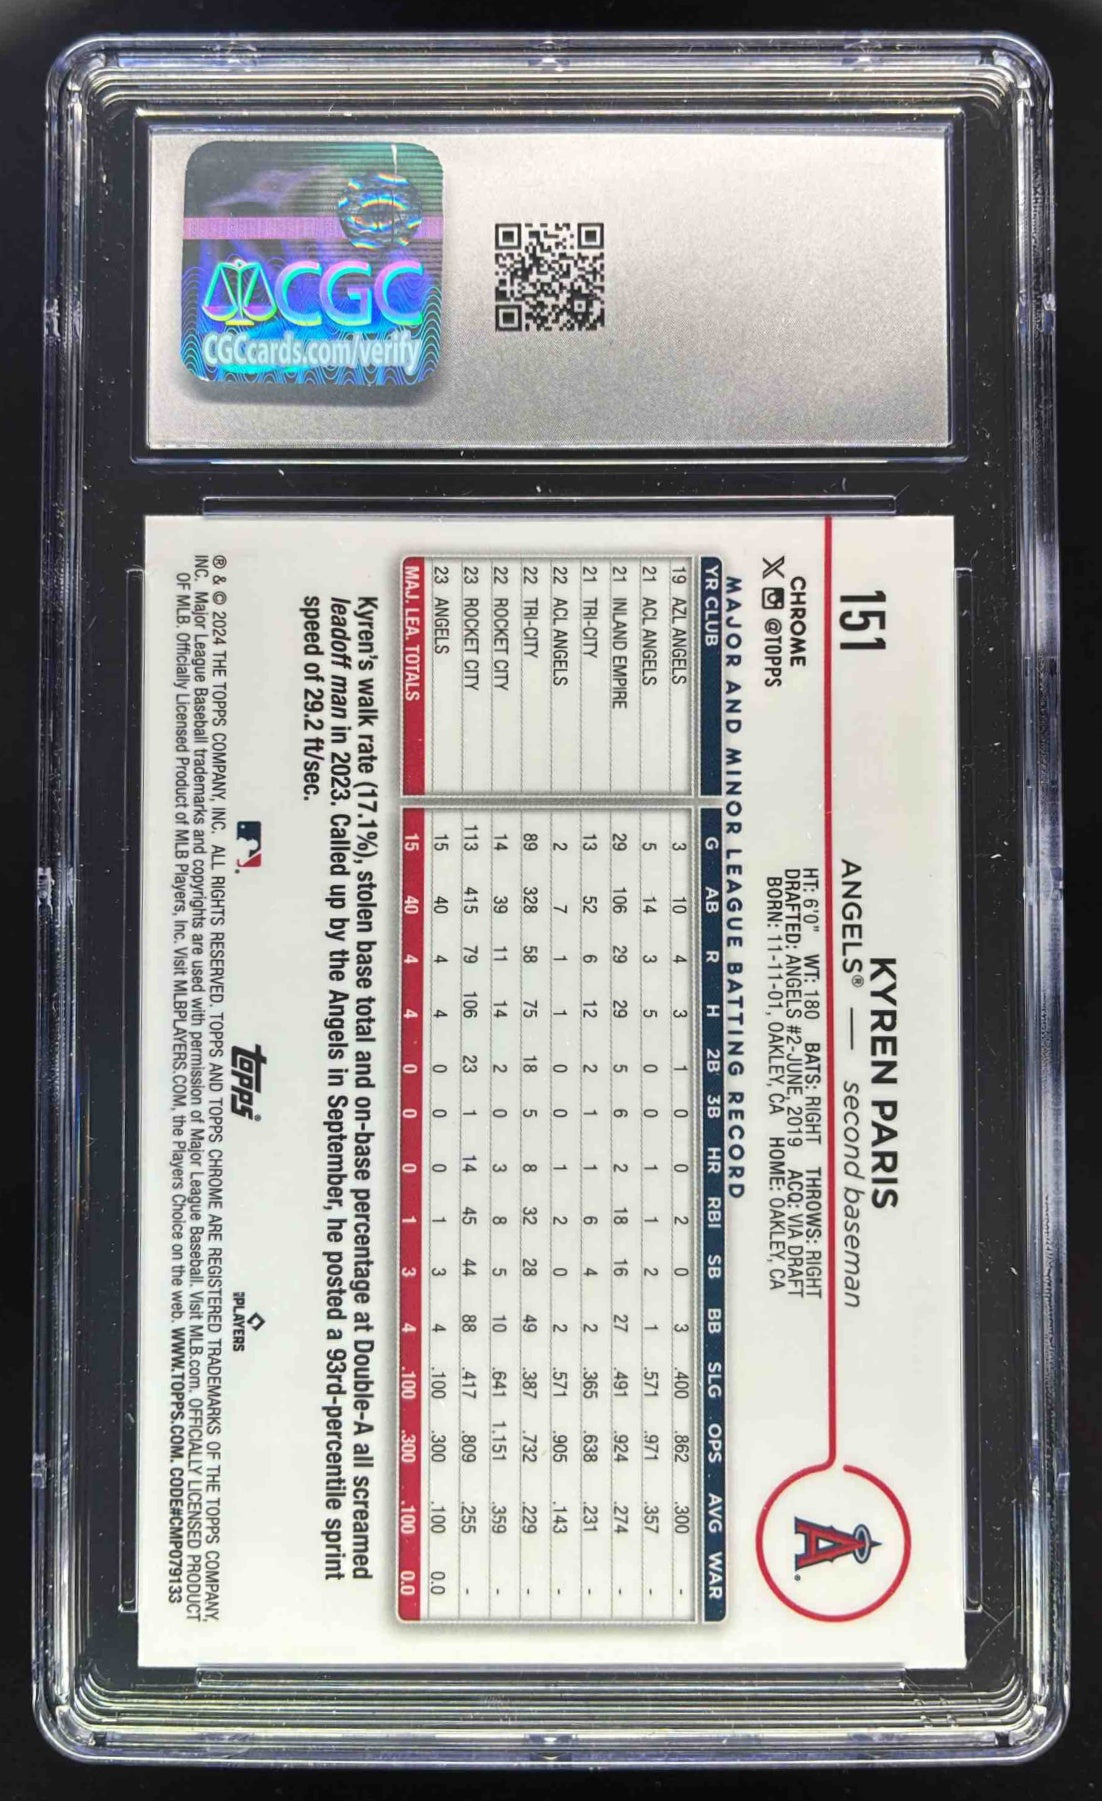 CGC
CGCcards.com/verify
151
KYREN PARIS
ANGELS® — second baseman
CHROME
@TOPPS
HT: 6'0" WT: 180 BATS: RIGHT THROWS: RIGHT
DRAFTED: ANGELS #2-JUNE, 2019 ACQ: VIA DRAFT
BORN: 11-11-01, OAKLEY, CA HOME: OAKLEY, CA
A
MAJOR AND MINOR LEAGUE BATTING RECORD
YR CLUB G AB R H 2B 3B HR RBI SB BB SLG OPS AVG WAR
19 AZL ANGELS 3 10 4 3 1 0 0 2 0 3 .400 .862 .300 -
21 ACL ANGELS 5 14 3 5 0 0 1 1 2 1 .571 .971 .357 -
21 INLAND EMPIRE 29 106 29 29 5 6 2 18 16 27 .491 .924 .274 -
21 TRI-CITY 13 52 6 12 2 1 1 6 4 2 .365 .638 .231 -
22 ACL ANGELS 2 7 1 1 0 0 1 2 0 2 .571 .905 .143 -
22 TRI-CITY 89 328 58 75 18 5 8 32 28 49 .387 .732 .229 -
22 ROCKET CITY 14 39 11 14 2 0 3 8 5 10 .641 1.151 .359 -
23 ROCKET CITY 113 415 79 106 23 1 14 45 44 88 .417 .809 .255 -
23 ANGELS 15 40 4 4 0 0 0 1 3 4 .100 .300 .100 0.0
MAJ. LEA. TOTALS 15 40 4 4 0 0 0 1 3 4 .100 .300 .100 0.0
Kyren's walk rate (17.1%), stolen base total and on-base percentage at Double-A all screamed
leadoff man in 2023. Called up by the Angels in September, he posted a 93rd-percentile sprint
speed of 29.2 ft/sec.
topps®
PLAYERS
® & © 2024 THE TOPPS COMPANY, INC. ALL RIGHTS RESERVED. TOPPS AND TOPPS CHROME ARE REGISTERED TRADEMARKS OF THE TOPPS COMPANY,
INC. Major League Baseball trademarks and copyrights are used with permission of Major League Baseball. Visit MLB.com. OFFICIALLY LICENSED PRODUCT
OF MLB. Officially Licensed Product of MLB Players, Inc. Visit MLBPLAYERS.COM, the Players Choice on the web. WWW.TOPPS.COM. CODE#CMP079133